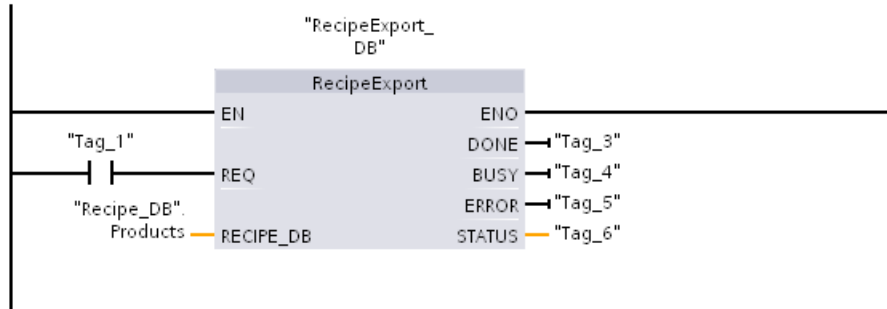 "RecipeExport_
DB"
RecipeExport
EN ENO
"Tag_1" DONE "Tag_3"
REQ BUSY "Tag_4"
"Recipe_DB". ERROR "Tag_5"
Products RECIPE_DB STATUS "Tag_6"